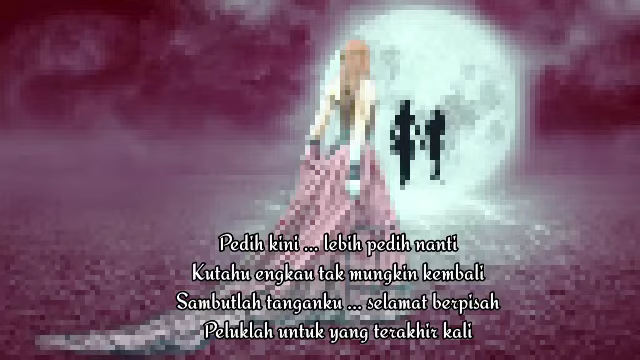 Pedih kini ... lebih pedih nanti
Kutahu engkau tak mungkin kembali
Sambutlah tanganku ... selamat berpisah
Peluklah untuk yang terakhir kali